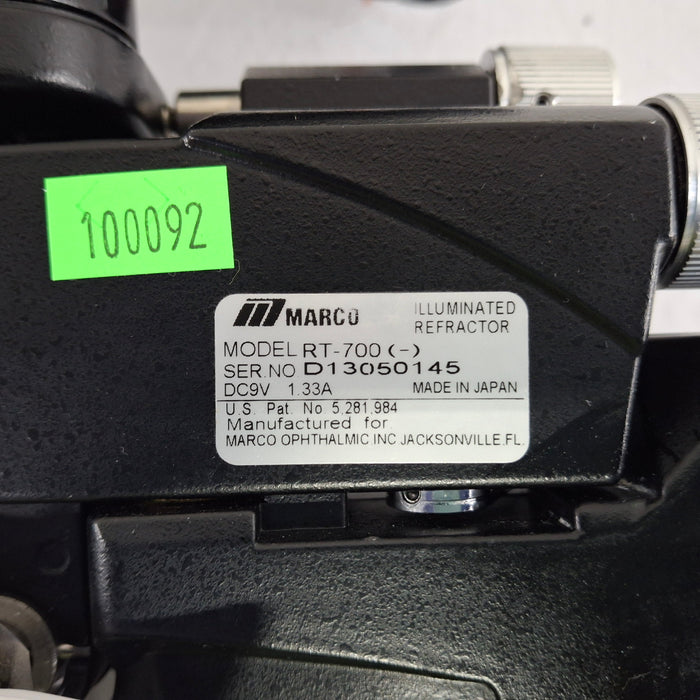 100092
MARCO ILLUMINATED
REFRACTOR
MODEL RT-700 (-)
SER.NO D13050145
DC9V 1.33A MADE IN JAPAN
U.S. Pat. No. 5,281,984
Manufactured for
MARCO OPHTHALMIC INC JACKSONVILLE,FL.